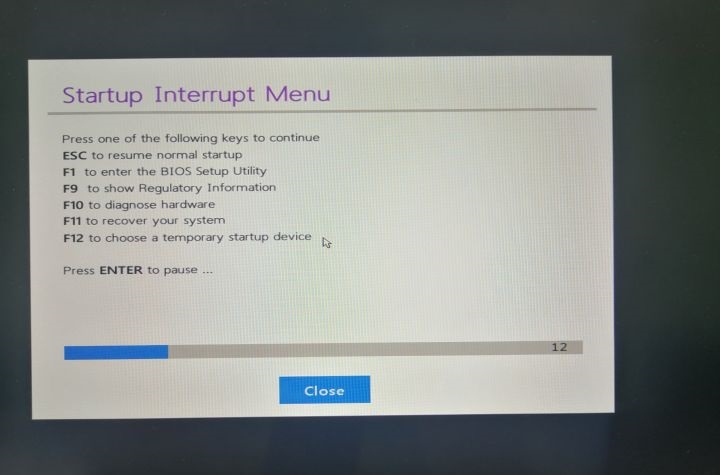 Startup Interrupt Menu
Press one of the following keys to continue
ESC to resume normal startup
F1 to enter the BIOS Setup Utility
F9 to show Regulatory Information
F10 to diagnose hardware
F11 to recover your system
F12 to choose a temporary startup device
Press ENTER to pause ...
12
Close